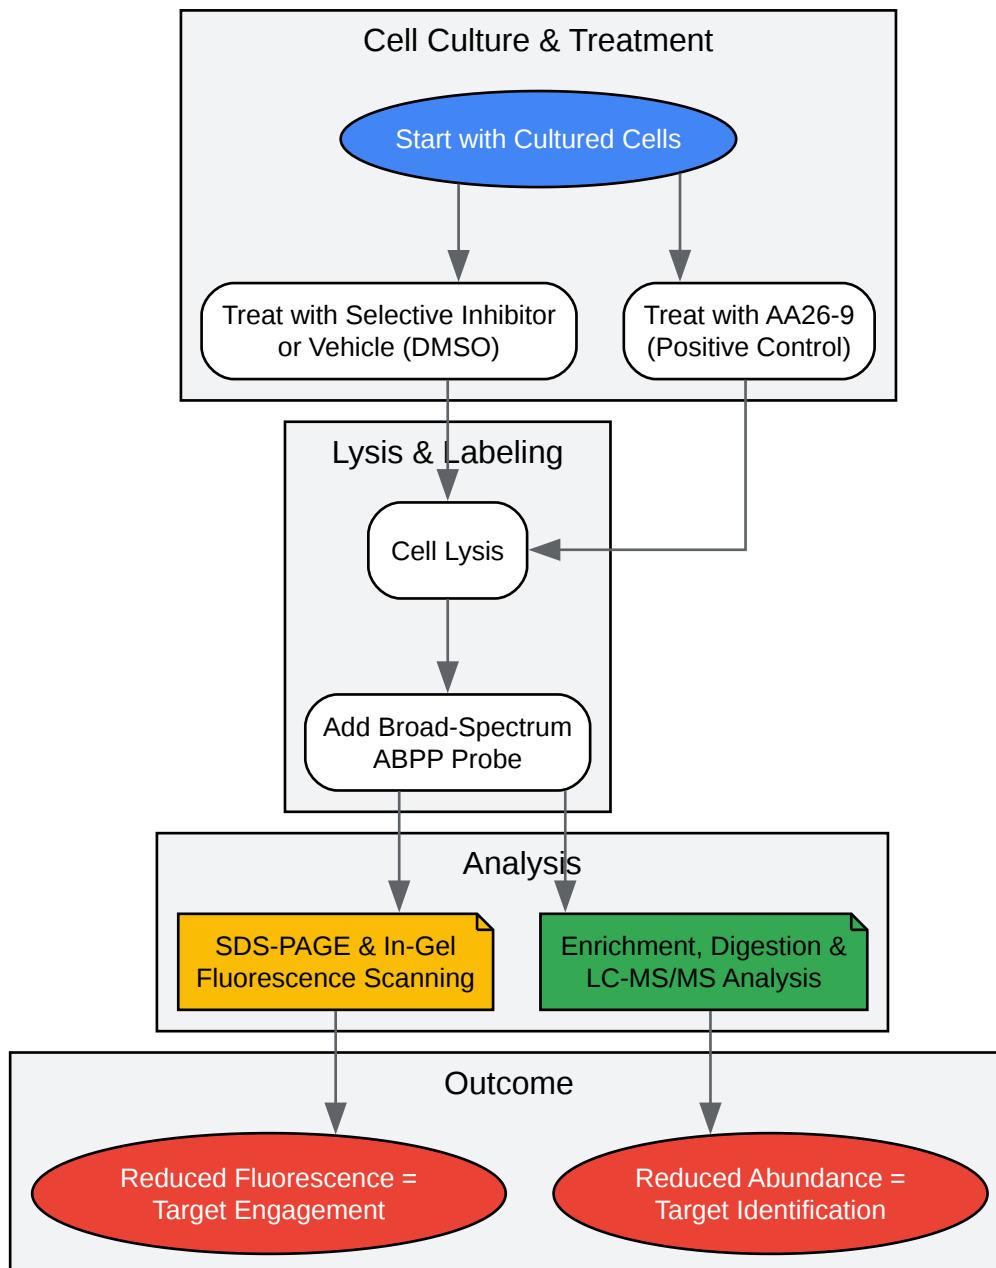 Cell Culture & Treatment
Start with Cultured Cells
Treat with Selective Inhibitor
or Vehicle (DMSO)
Treat with AA26-9
(Positive Control)
Lysis & Labeling
Cell Lysis
Add Broad-Spectrum
ABPP Probe
Analysis
SDS-PAGE & In-Gel
Fluorescence Scanning
Enrichment, Digestion &
LC-MS/MS Analysis
Outcome
Reduced Fluorescence =
Target Engagement
Reduced Abundance =
Target Identification